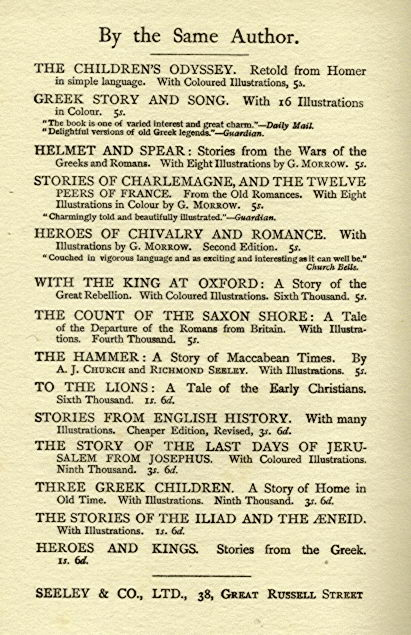 By the Same Author.
THE CHILDREN'S ODYSSEY. Retold from Homer
in simple language. With Coloured Illustrations, 5s.
GREEK STORY AND SONG. With 16 Illustrations
in Colour. 5s.
"The book is one of varied interest and great charm."—Daily Mail.
"Delightful versions of old Greek legends."—Guardian.
HELMET AND SPEAR: Stories from the Wars of the
Greeks and Romans. With Eight Illustrations by G. MORROW. 5s.
STORIES OF CHARLEMAGNE, AND THE TWELVE
PEERS OF FRANCE. From the Old Romances. With Eight
Illustrations in Colour by G. MORROW. 5s.
"Charmingly told and beautifully illustrated."—Guardian.
HEROES OF CHIVALRY AND ROMANCE. With
Illustrations by G. MORROW. Second Edition. 5s.
"Couched in vigorous language and as exciting and interesting as it can well be."
Church Bells.
WITH THE KING AT OXFORD: A Story of the
Great Rebellion. With Coloured Illustrations. Sixth Thousand. 5s.
THE COUNT OF THE SAXON SHORE: A Tale
of the Departure of the Romans from Britain. With Illustra-
tions. Fourth Thousand. 5s.
THE HAMMER: A Story of Maccabean Times. By
A. J. CHURCH and RICHMOND SEELEY. With Illustrations. 5s.
TO THE LIONS: A Tale of the Early Christians.
Sixth Thousand. 1s. 6d.
STORIES FROM ENGLISH HISTORY. With many
Illustrations. Cheaper Edition, Revised, 3s. 6d.
THE STORY OF THE LAST DAYS OF JERU-
SALEM FROM JOSEPHUS. With Coloured Illustrations.
Ninth Thousand. 3s. 6d.
THREE GREEK CHILDREN. A Story of Home in
Old Time. With Illustrations. Ninth Thousand. 3s. 6d.
THE STORIES OF THE ILIAD AND THE ÆNEID.
With Illustrations. 1s. 6d.
HEROES AND KINGS. Stories from the Greek.
1s. 6d.
SEELEY & CO., LTD., 38, GREAT RUSSELL STREET